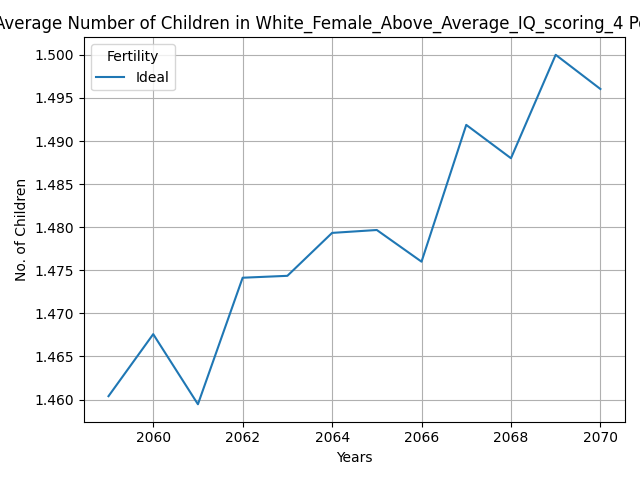 Average Number of Children in White_Female_Above_Average_IQ_scoring_4
Fertility
Ideal
No. of Children
1.500
1.495
1.490
1.485
1.480
1.475
1.470
1.465
1.460
2060 2062 2064 2066 2068 2070
Years